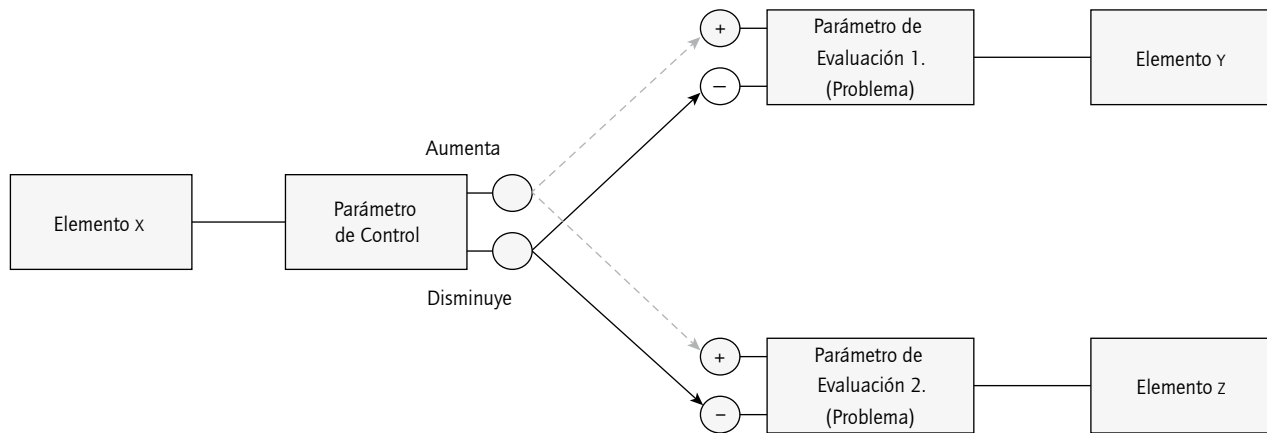 +
Parámetro de
Evaluación 1.
(Problema)
Elemento Y
−
Aumenta
Elemento X
Parámetro
de Control
Disminuye
+
Parámetro de
Evaluación 2.
(Problema)
Elemento Z
−